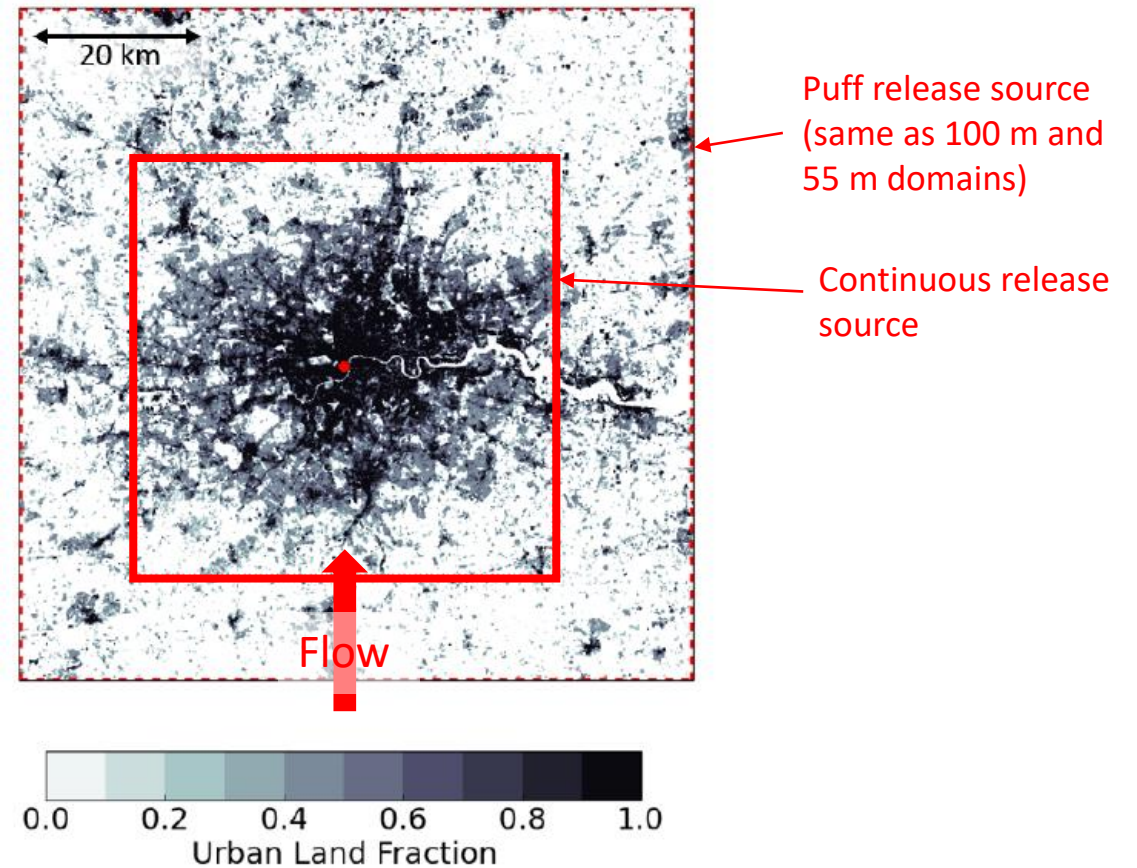 20 km
Puff release source
(same as 100 m and
55 m domains)
Continuous release
source
Flow
0.0 0.2 0.4 0.6 0.8 1.0
Urban Land Fraction